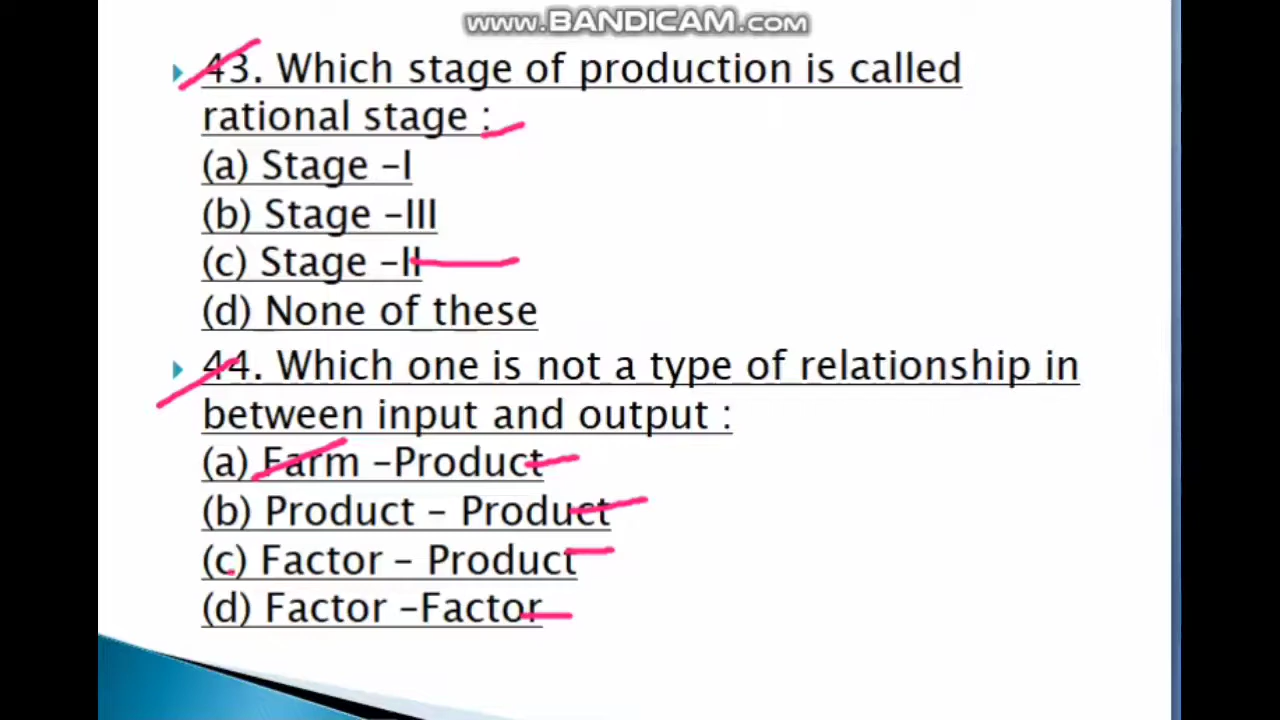 www.BANDICAM.com
43. Which stage of production is called
rational stage :
(a) Stage -I
(b) Stage -III
(c) Stage -II
(d) None of these
44. Which one is not a type of relationship in
between input and output :
(a) Farm -Product
(b) Product - Product
(c) Factor - Product
(d) Factor -Factor